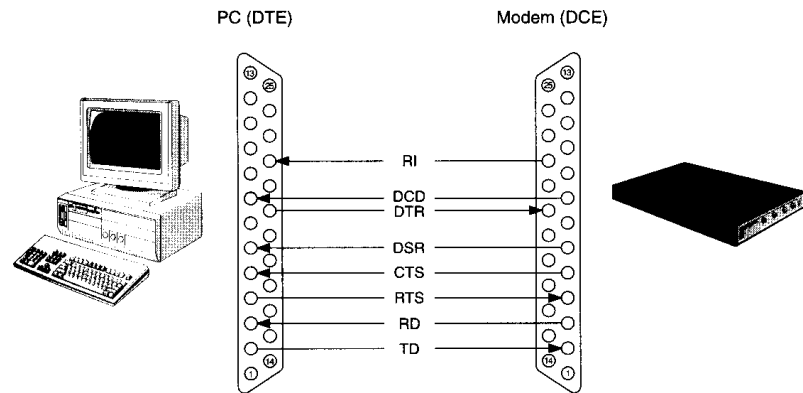 PC (DTE) Modem (DCE)
13 13
25 25
RI
DCD
DTR
DSR
CTS
RTS
RD
TD
14 14
1 1